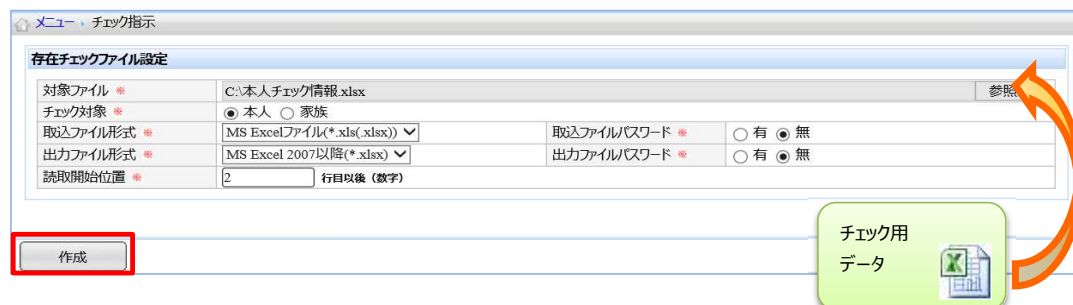 メニュー › チェック指示
存在チェックファイル設定
対象ファイル ※ C:\本人チェック情報.xlsx 参照
チェック対象 ※ 本人 家族
取込ファイル形式 ※ MS Excelファイル(*.xls(.xlsx)) 取込ファイルパスワード ※ 有 無
出力ファイル形式 ※ MS Excel 2007以降(*.xlsx) 出力ファイルパスワード ※ 有 無
読取開始位置 ※ 2 行目以後（数字）
作成
チェック用
データ